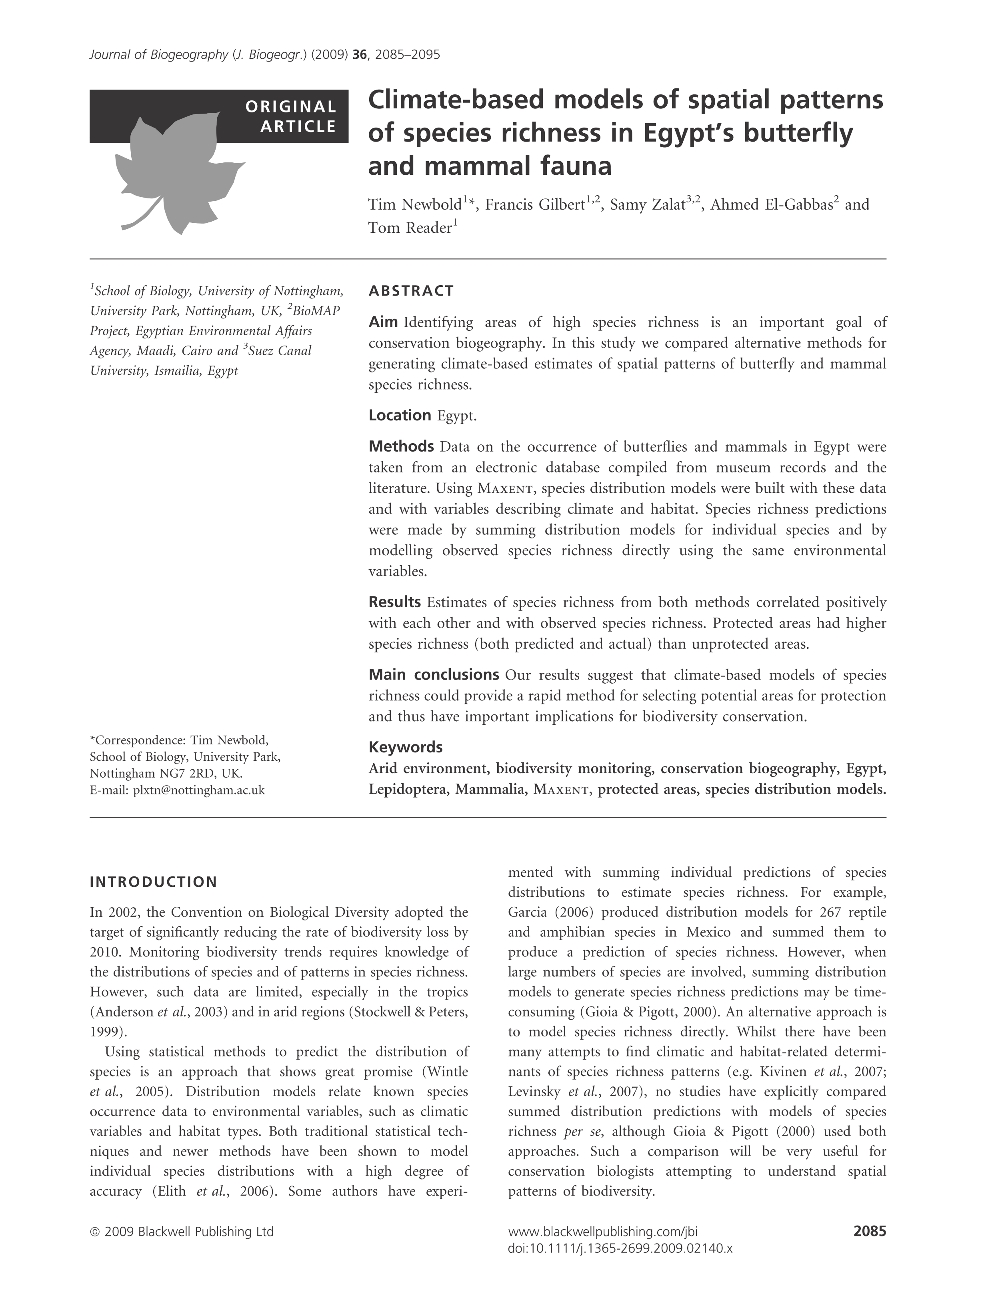 Journal of Biogeography (J. Biogeogr.) (2009) 36, 2085–2095
ORIGINAL
ARTICLE
Climate-based models of spatial patterns
of species richness in Egypt's butterfly
and mammal fauna
Tim Newbold1*, Francis Gilbert1,2, Samy Zalat3,2, Ahmed El-Gabbas2 and
Tom Reader1
1School of Biology, University of Nottingham,
University Park, Nottingham, UK, 2BioMAP
Project, Egyptian Environmental Affairs
Agency, Maadi, Cairo and 3Suez Canal
University, Ismailia, Egypt
*Correspondence: Tim Newbold,
School of Biology, University Park,
Nottingham NG7 2RD, UK.
E-mail: plxtn@nottingham.ac.uk
ABSTRACT
Aim Identifying areas of high species richness is an important goal of
conservation biogeography. In this study we compared alternative methods for
generating climate-based estimates of spatial patterns of butterfly and mammal
species richness.
Location Egypt.
Methods Data on the occurrence of butterflies and mammals in Egypt were
taken from an electronic database compiled from museum records and the
literature. Using MAXENT, species distribution models were built with these data
and with variables describing climate and habitat. Species richness predictions
were made by summing distribution models for individual species and by
modelling observed species richness directly using the same environmental
variables.
Results Estimates of species richness from both methods correlated positively
with each other and with observed species richness. Protected areas had higher
species richness (both predicted and actual) than unprotected areas.
Main conclusions Our results suggest that climate-based models of species
richness could provide a rapid method for selecting potential areas for protection
and thus have important implications for biodiversity conservation.
Keywords
Arid environment, biodiversity monitoring, conservation biogeography, Egypt,
Lepidoptera, Mammalia, MAXENT, protected areas, species distribution models.
INTRODUCTION
In 2002, the Convention on Biological Diversity adopted the
target of significantly reducing the rate of biodiversity loss by
2010. Monitoring biodiversity trends requires knowledge of
the distributions of species and of patterns in species richness.
However, such data are limited, especially in the tropics
(Anderson et al., 2003) and in arid regions (Stockwell & Peters,
1999).
Using statistical methods to predict the distribution of
species is an approach that shows great promise (Wintle
et al., 2005). Distribution models relate known species
occurrence data to environmental variables, such as climatic
variables and habitat types. Both traditional statistical tech-
niques and newer methods have been shown to model
individual species distributions with a high degree of
accuracy (Elith et al., 2006). Some authors have experi-
mented with summing individual predictions of species
distributions to estimate species richness. For example,
Garcia (2006) produced distribution models for 267 reptile
and amphibian species in Mexico and summed them to
produce a prediction of species richness. However, when
large numbers of species are involved, summing distribution
models to generate species richness predictions may be time-
consuming (Gioia & Pigott, 2000). An alternative approach is
to model species richness directly. Whilst there have been
many attempts to find climatic and habitat-related determi-
nants of species richness patterns (e.g. Kivinen et al., 2007;
Levinsky et al., 2007), no studies have explicitly compared
summed distribution predictions with models of species
richness per se, although Gioia & Pigott (2000) used both
approaches. Such a comparison will be very useful for
conservation biologists attempting to understand spatial
patterns of biodiversity.
© 2009 Blackwell Publishing Ltd
www.blackwellpublishing.com/jbi
doi:10.1111/j.1365-2699.2009.02140.x
2085